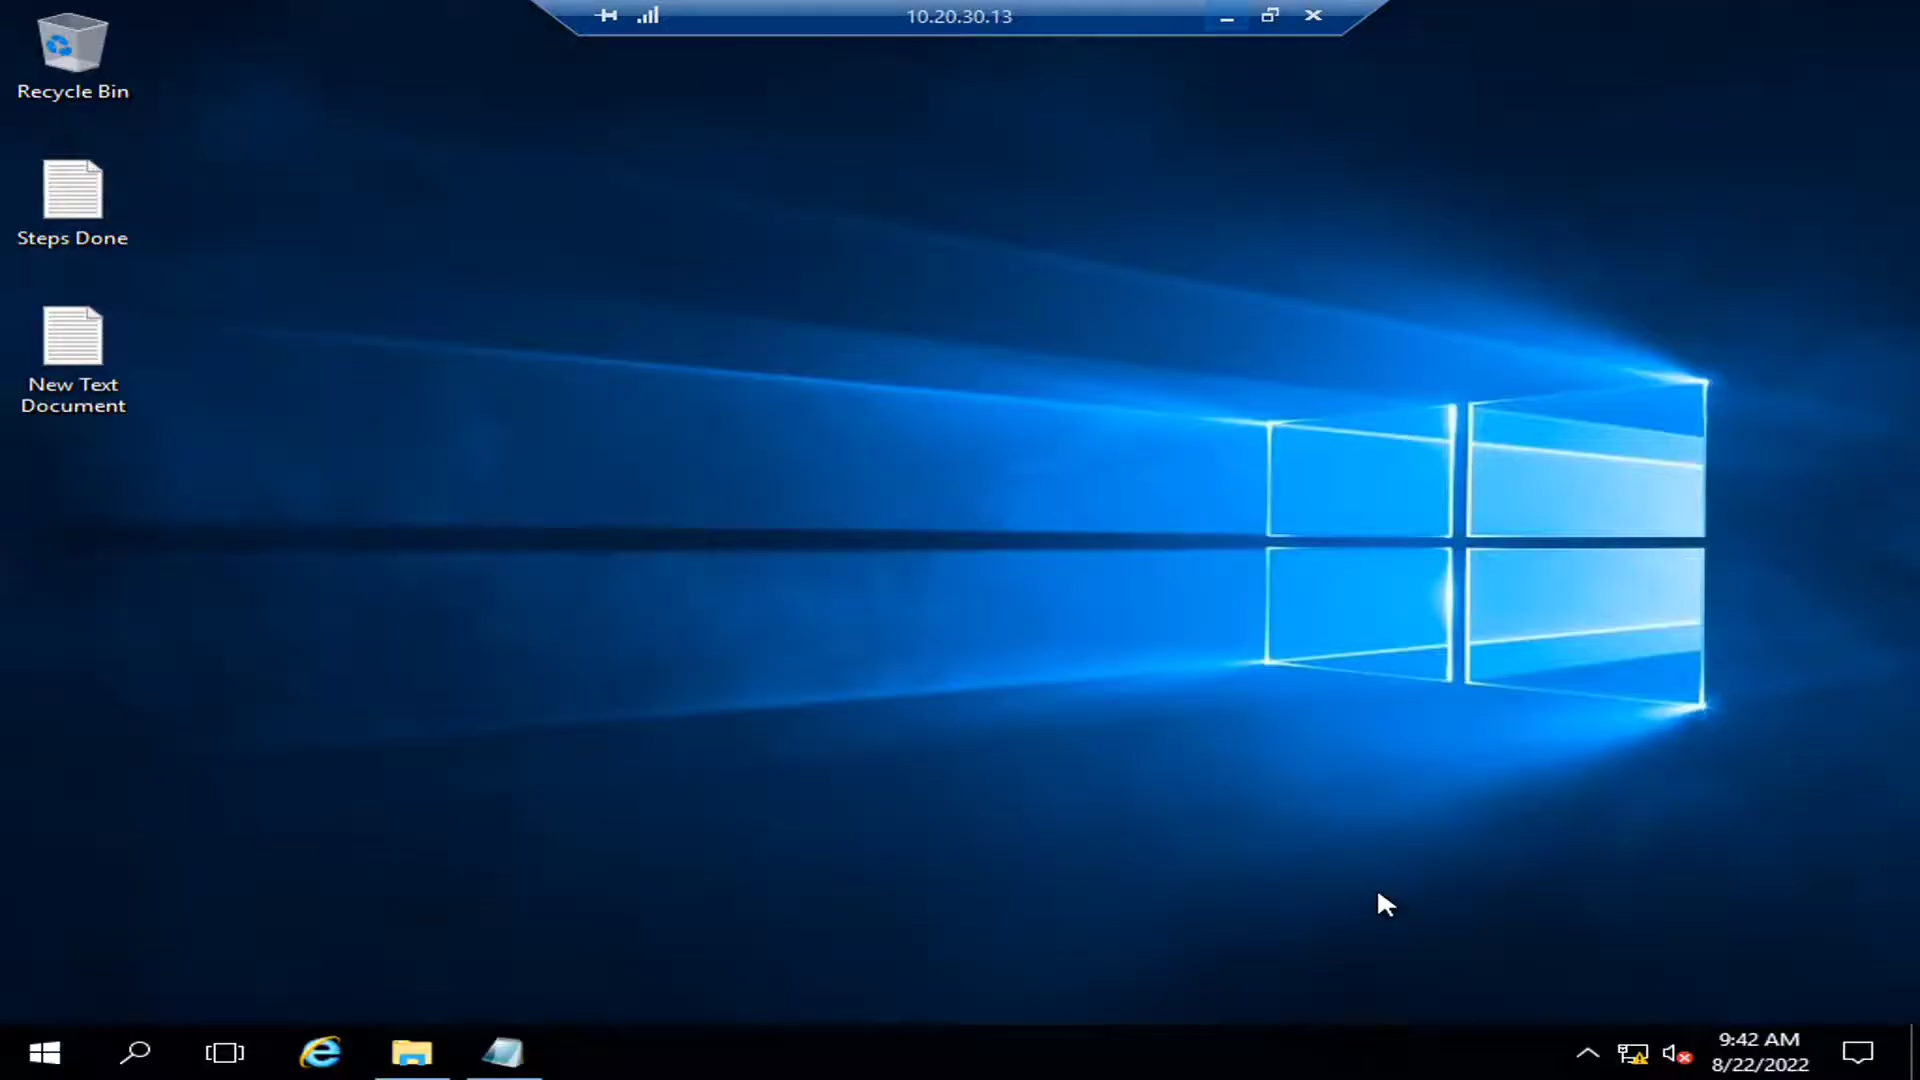 10.20.30.13
Recycle Bin
Steps Done
New Text
Document
9:42 AM
8/22/2022